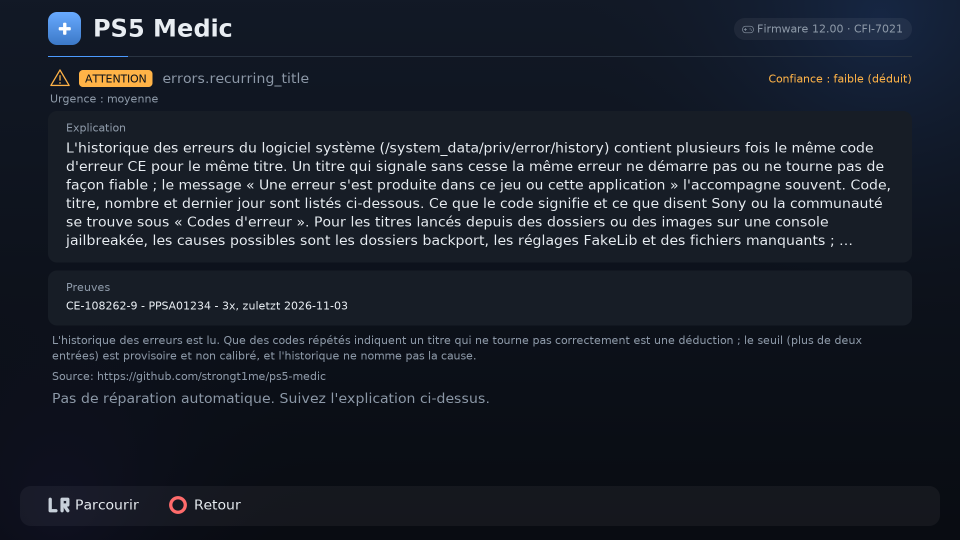 PS5 Medic
Firmware 12.00 · CFI-7021
ATTENTION errors.recurring_title
Confiance : faible (déduit)
Urgence : moyenne
Explication
L'historique des erreurs du logiciel système (/system_data/priv/error/history) contient plusieurs fois le même code
d'erreur CE pour le même titre. Un titre qui signale sans cesse la même erreur ne démarre pas ou ne tourne pas de
façon fiable ; le message « Une erreur s'est produite dans ce jeu ou cette application » l'accompagne souvent. Code,
titre, nombre et dernier jour sont listés ci-dessous. Ce que le code signifie et ce que disent Sony ou la communauté
se trouve sous « Codes d'erreur ». Pour les titres lancés depuis des dossiers ou des images sur une console
jailbreakée, les causes possibles sont les dossiers backport, les réglages FakeLib et des fichiers manquants ; ...
Preuves
CE-108262-9 - PPSA01234 - 3x, zuletzt 2026-11-03
L'historique des erreurs est lu. Que des codes répétés indiquent un titre qui ne tourne pas correctement est une déduction ; le seuil (plus de deux
entrées) est provisoire et non calibré, et l'historique ne nomme pas la cause.
Source: https://github.com/strongt1me/ps5-medic
Pas de réparation automatique. Suivez l'explication ci-dessus.
LR Parcourir
Retour